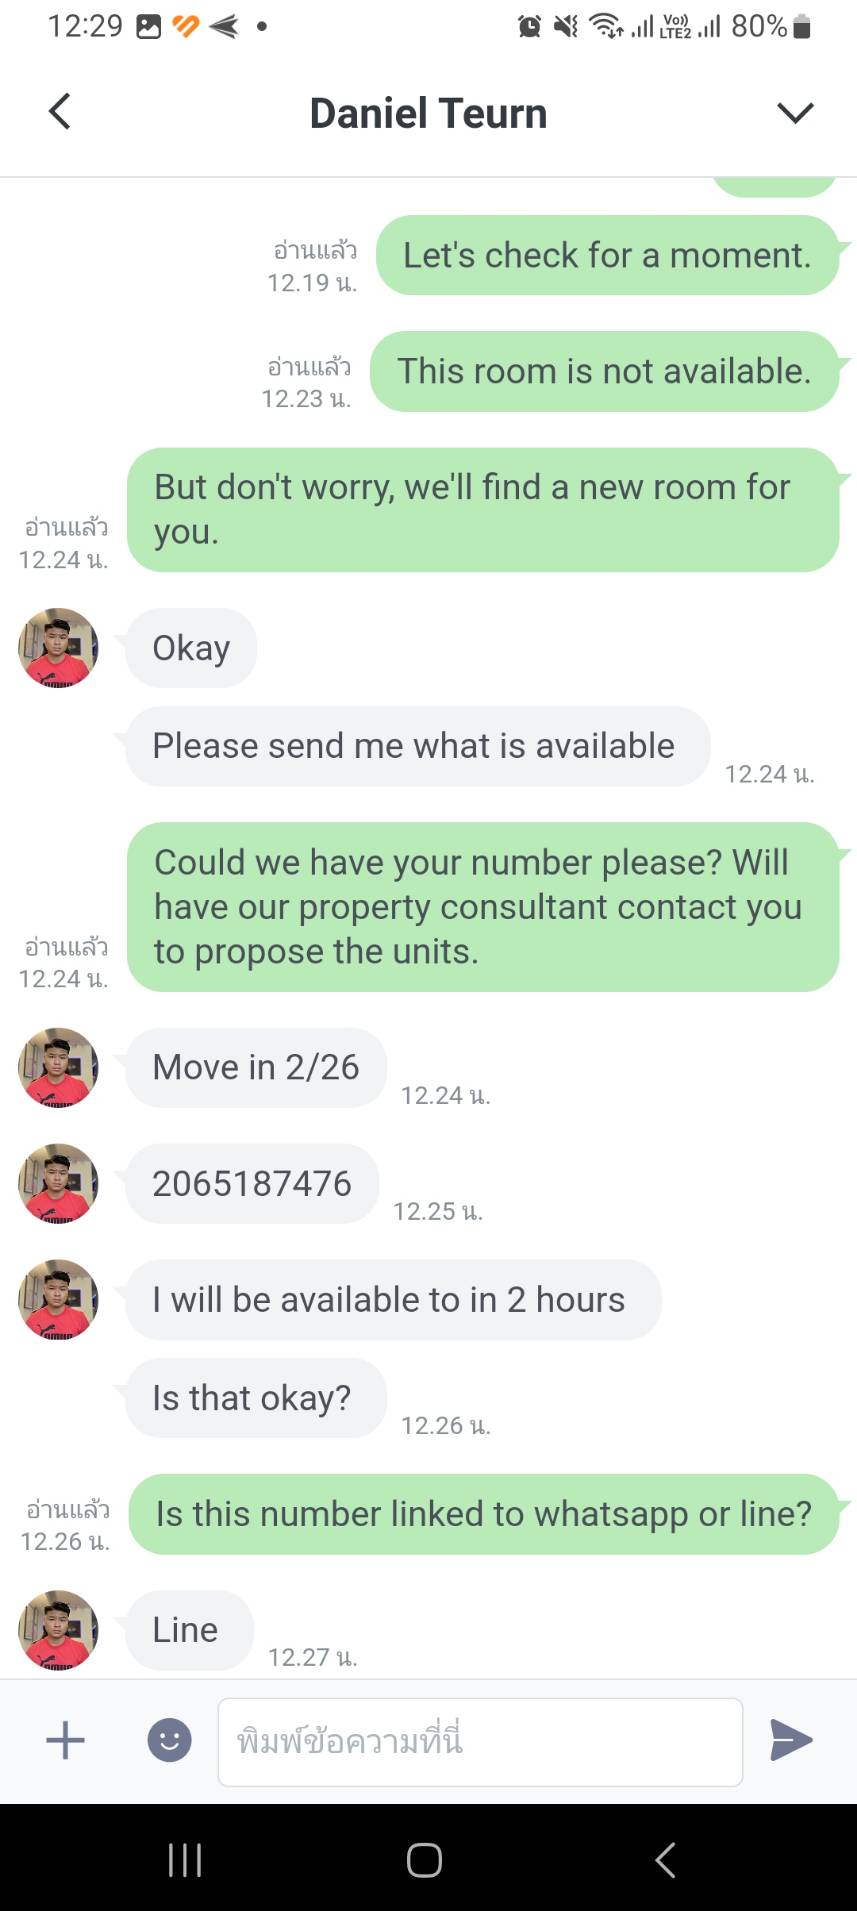 12:29
Vo))
LTE2
80%
Daniel Teurn
อ่านแล้ว
12.19 น.
Let's check for a moment.
อ่านแล้ว
12.23 น.
This room is not available.
But don't worry, we'll find a new room for
you.
อ่านแล้ว
12.24 น.
Okay
Please send me what is available
12.24 น.
Could we have your number please? Will
have our property consultant contact you
to propose the units.
อ่านแล้ว
12.24 น.
Move in 2/26
12.24 น.
2065187476
12.25 น.
I will be available to in 2 hours
Is that okay?
12.26 น.
อ่านแล้ว
12.26 น.
Is this number linked to whatsapp or line?
Line
12.27 น.
พิมพ์ข้อความที่นี่